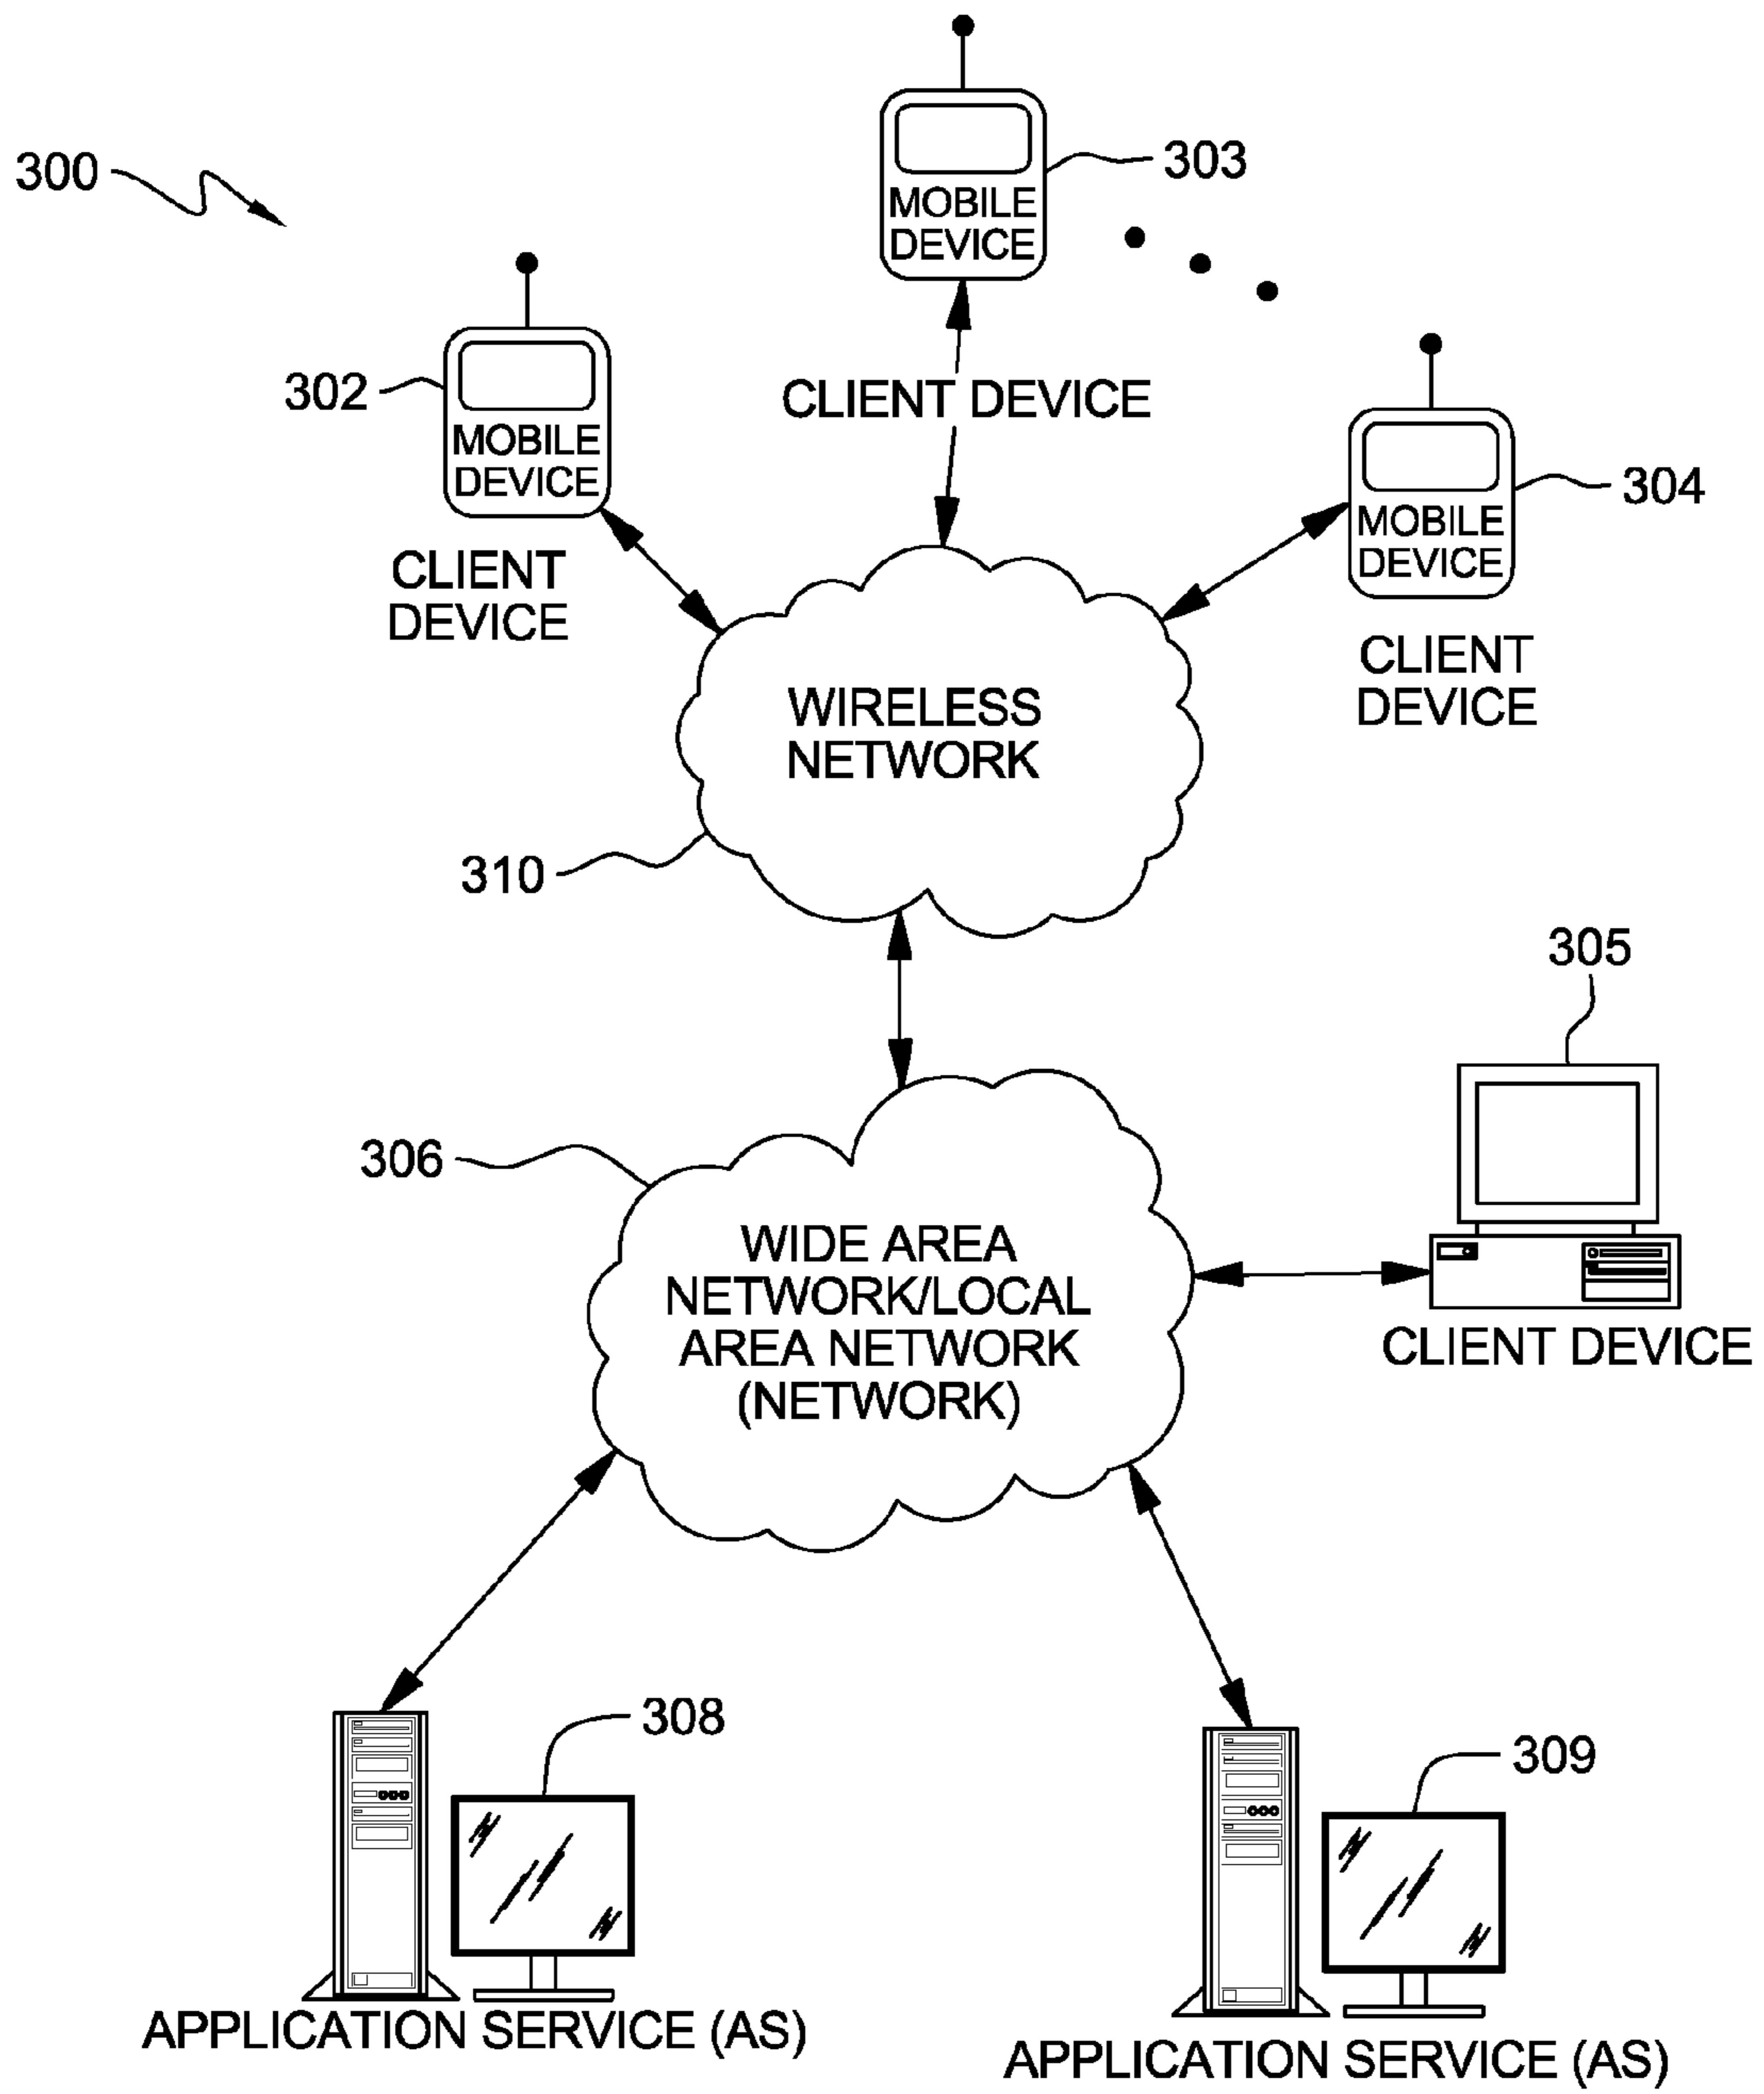 303
300
MOBILE
DEVICE
302
CLIENT DEVICE
MOBILE
DEVICE
304
MOBILE
DEVICE
CLIENT
DEVICE
CLIENT
DEVICE
WIRELESS
NETWORK
310
305
306
WIDE AREA
NETWORK/LOCAL
AREA NETWORK
(NETWORK)
CLIENT DEVICE
308
309
APPLICATION SERVICE (AS)
APPLICATION SERVICE (AS)